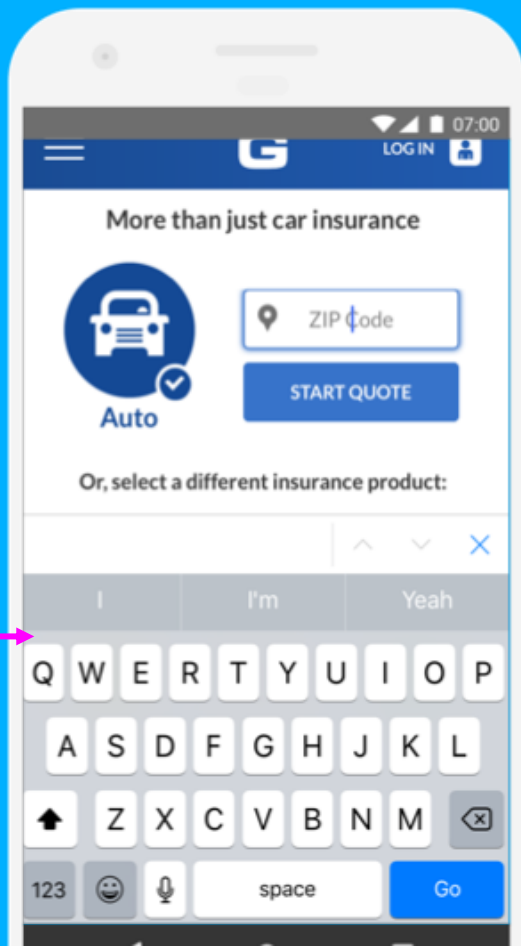 07:00
G
LOG IN
More than just car insurance
ZIP Code
START QUOTE
Auto
Or, select a different insurance product:
I I'm Yeah
Q W E R T Y U I O P
A S D F G H J K L
Z X C V B N M
123 space Go